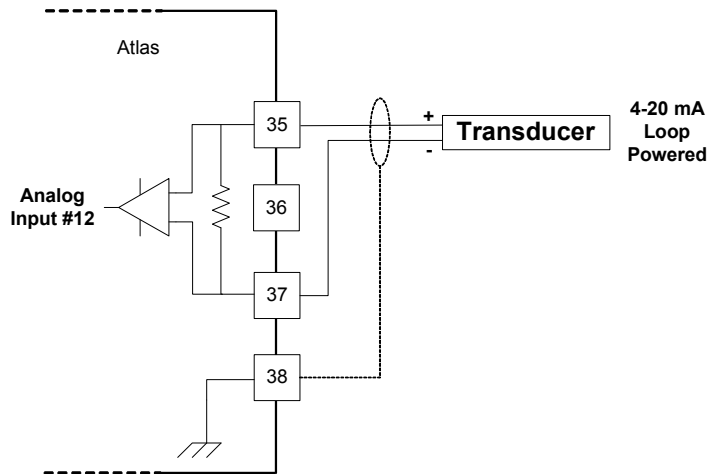 Atlas
35
+
Transducer
-
4-20 mA
Loop
Powered
36
Analog
Input #12
37
38